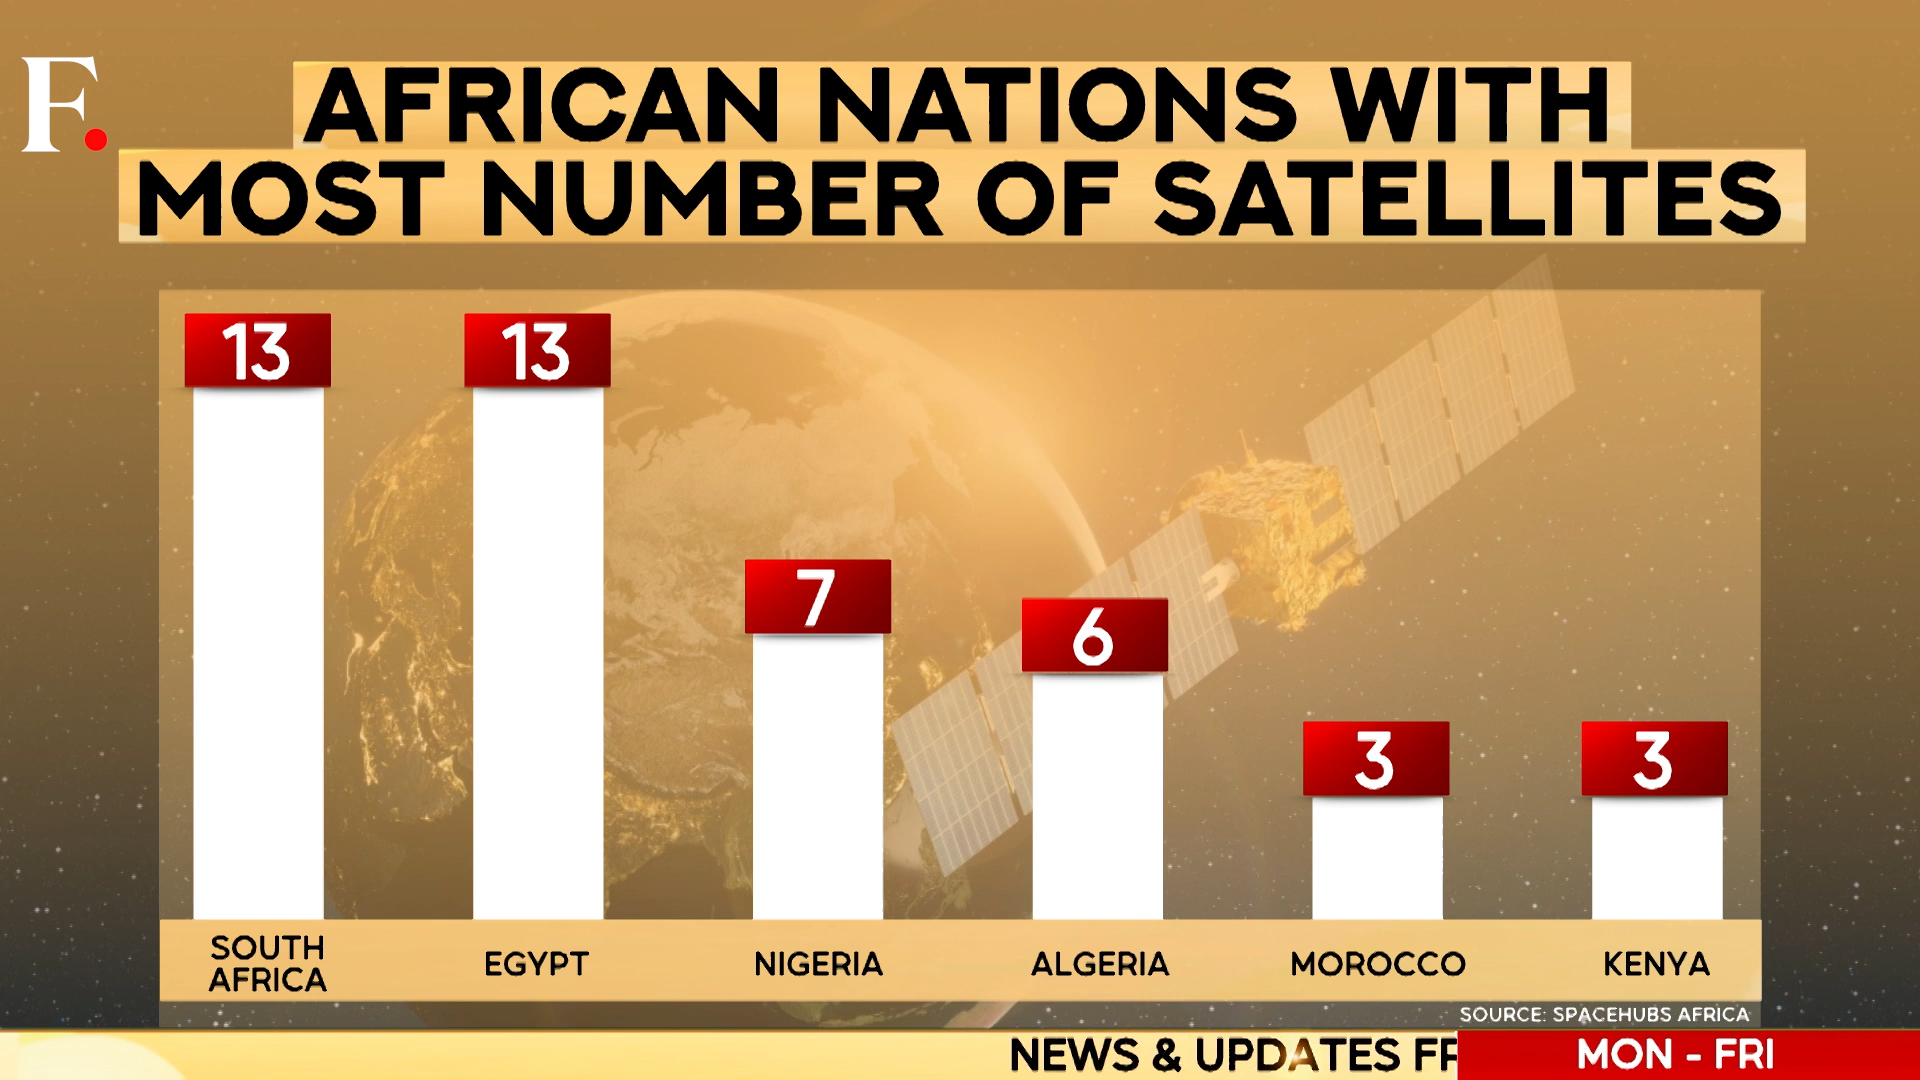 F.
AFRICAN NATIONS WITH
MOST NUMBER OF SATELLITES
13
13
7
6
3
3
SOUTH
AFRICA
EGYPT
NIGERIA
ALGERIA
MOROCCO
KENYA
SOURCE: SPACEHUBS AFRICA
NEWS & UPDATES FR
MON - FRI